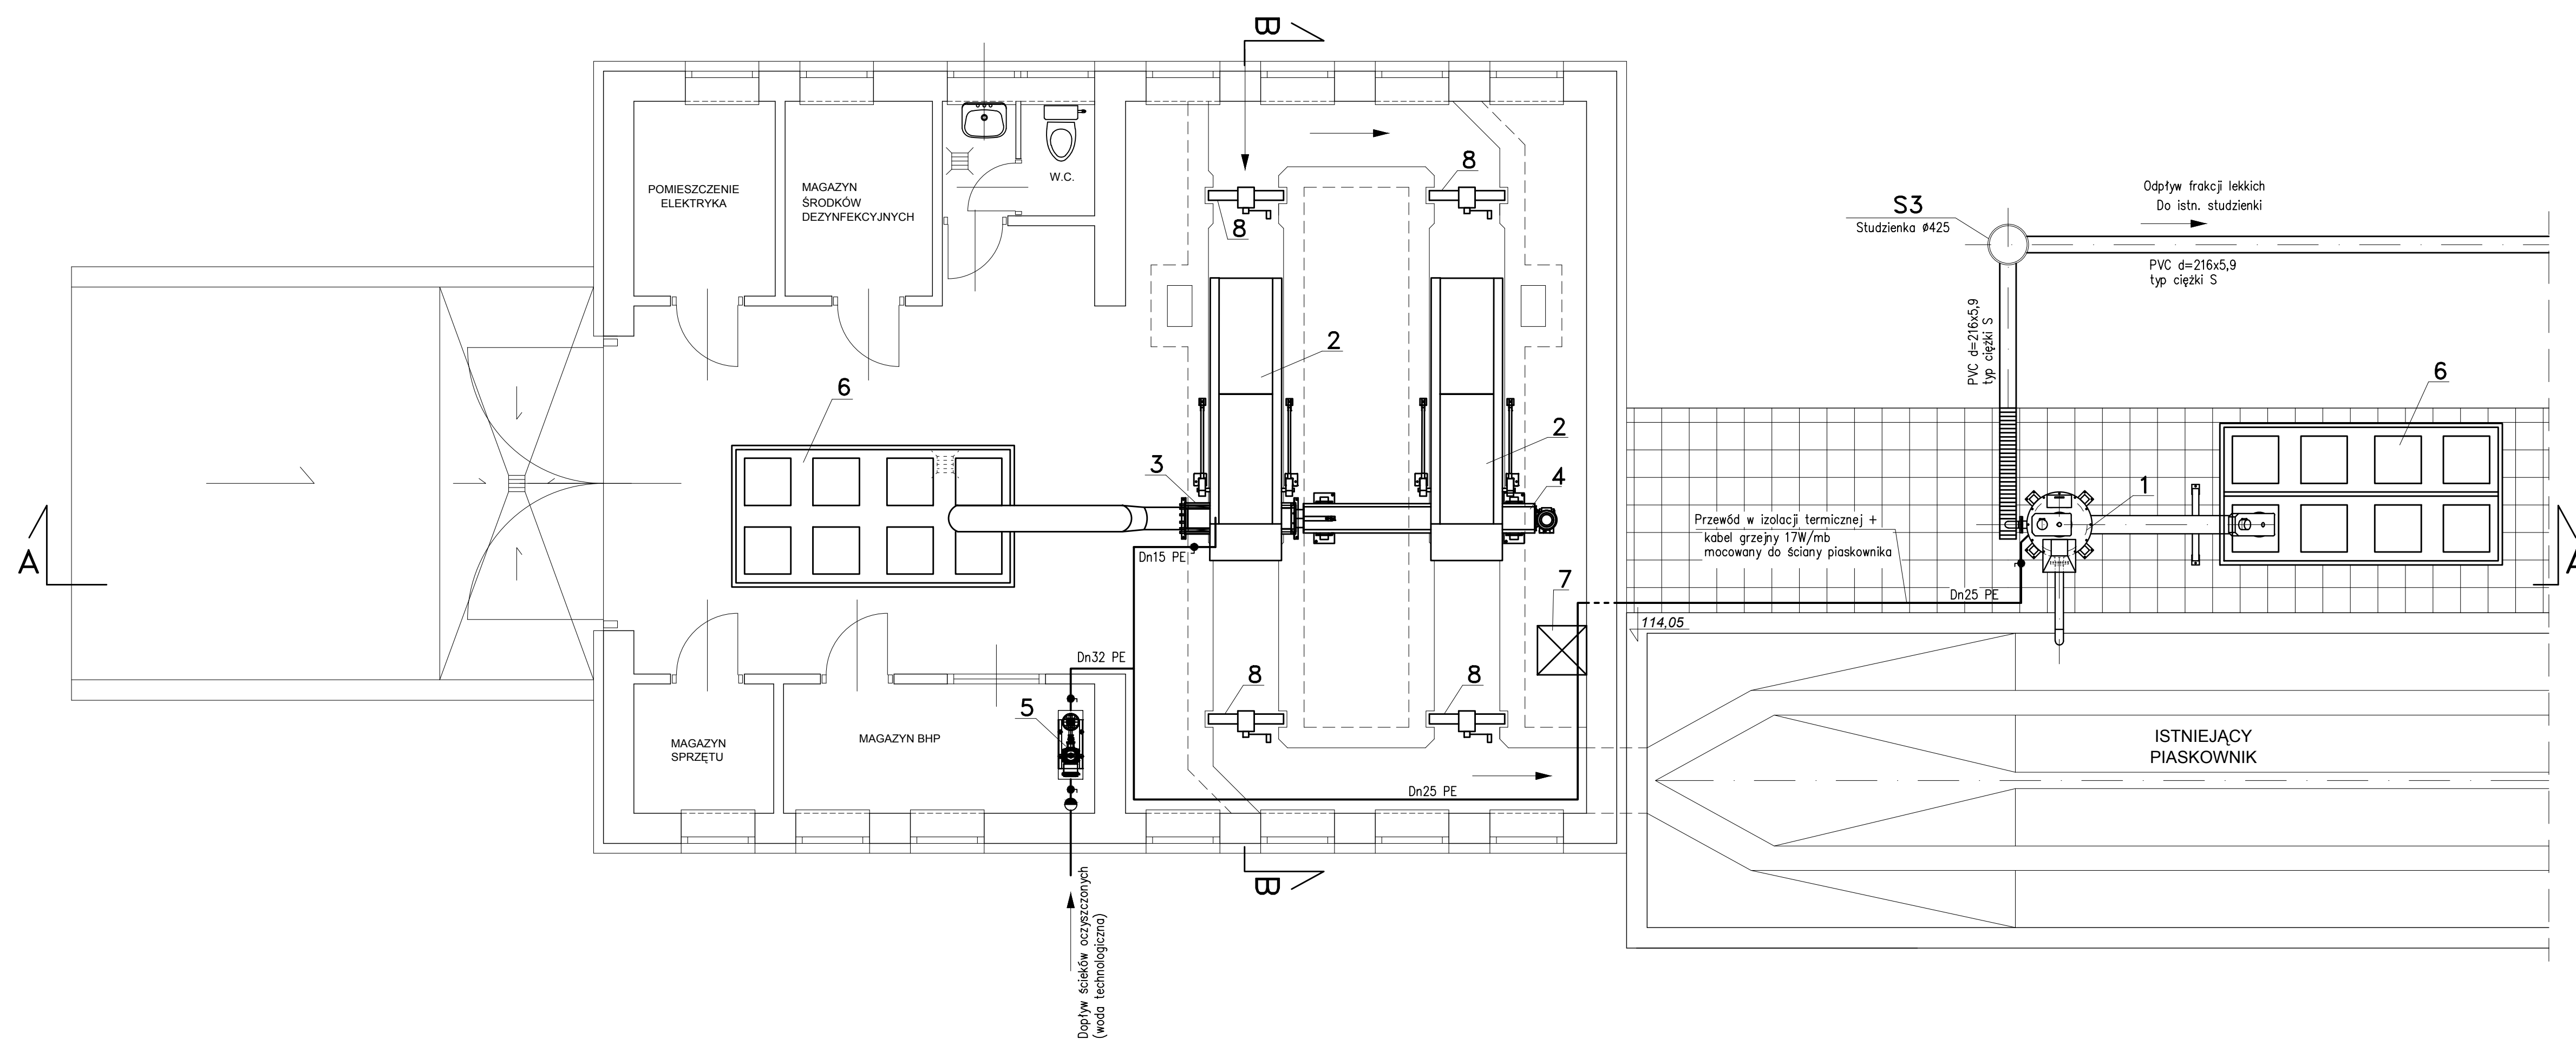 B
POMIESZCZENIE
ELEKTRYKA
MAGAZYN
ŚRODKÓW
DEZYNFEKCYJNYCH
W.C.
8
8
S3
Studzienka ø425
Odpływ frakcji lekkich
Do istn. studzienki
PVC d=216x5,9
typ ciężki S
PVC d=216x5,9
typ ciężki S
2
6
6
2
3
4
1
A
A
Dn15 PE
Przewód w izolacji termicznej +
kabel grzejny 17W/mb
mocowany do ściany piaskownika
7
Dn25 PE
114,05
Dn32 PE
8
8
5
MAGAZYN
SPRZĘTU
MAGAZYN BHP
ISTNIEJĄCY
PIASKOWNIK
Dn25 PE
B
Dopływ ścieków oczyszczonych
(woda technologiczna)